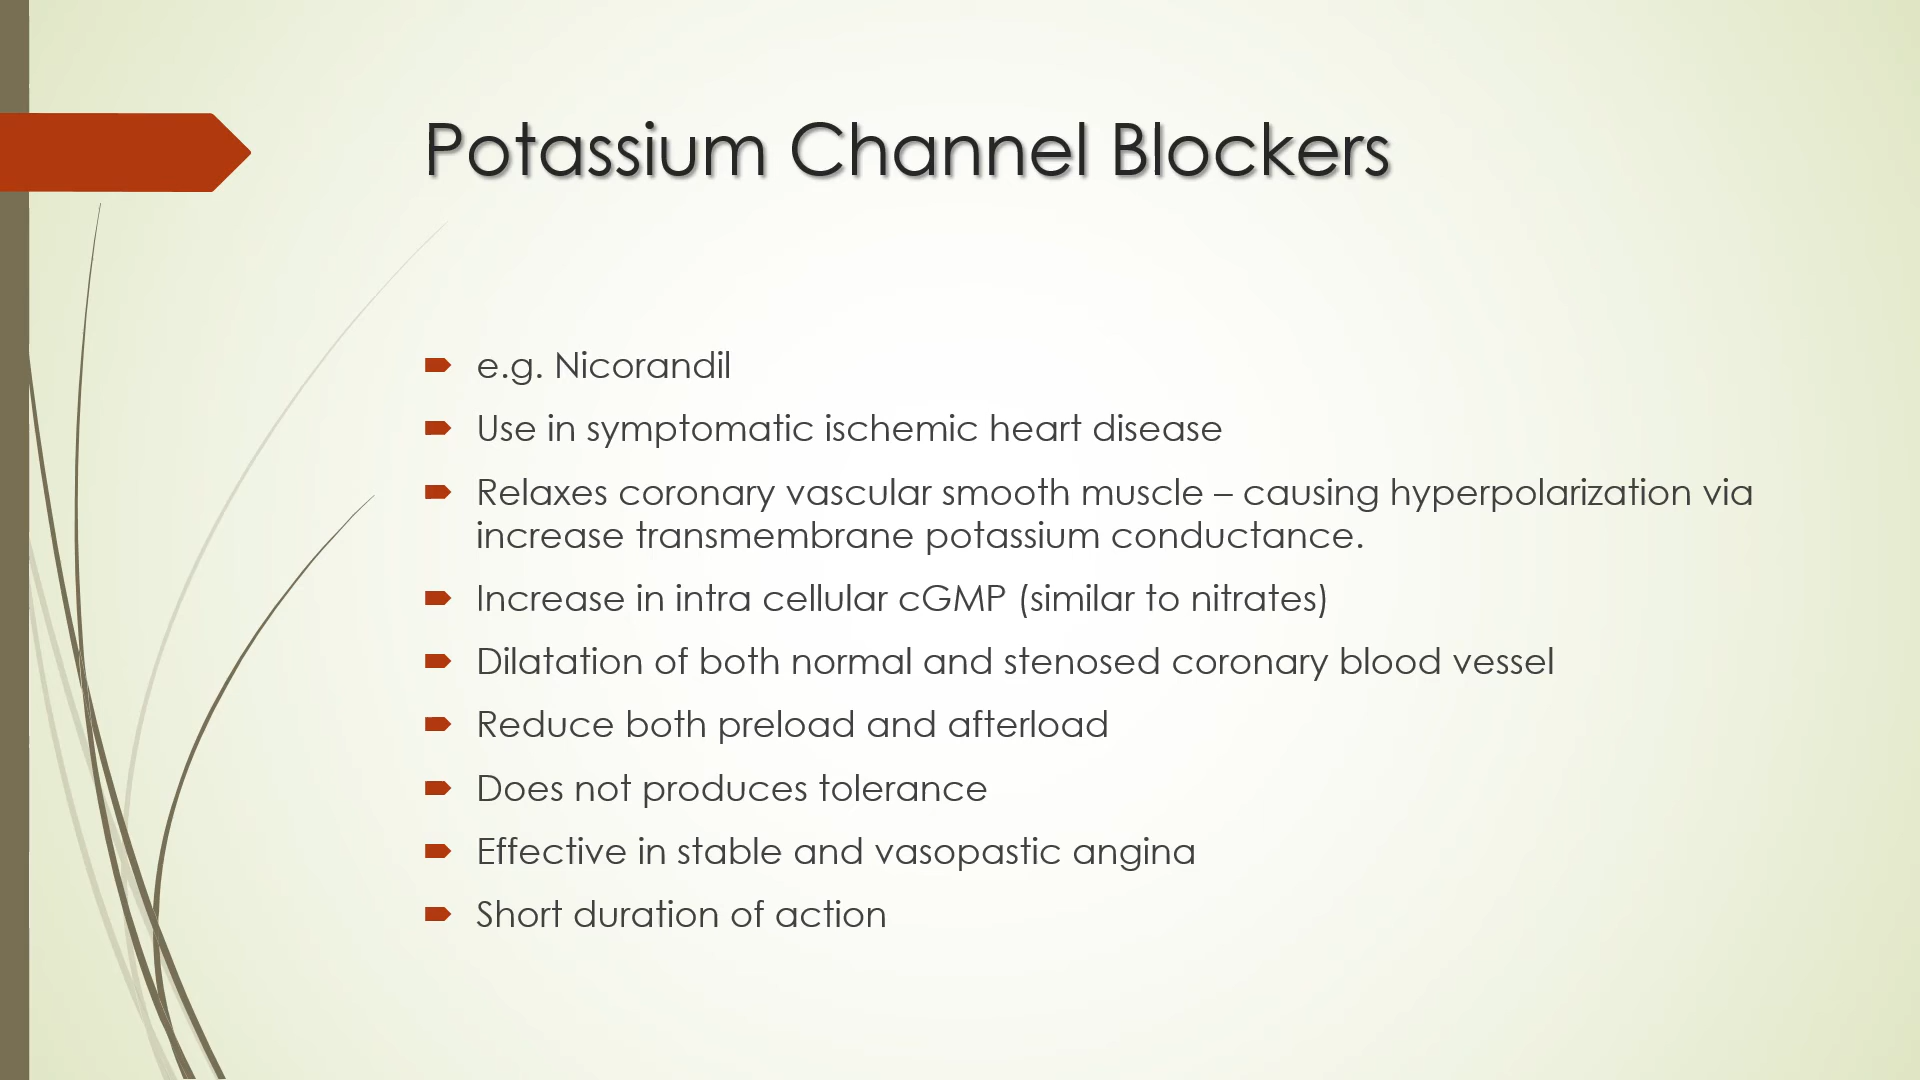 Potassium Channel Blockers
e.g. Nicorandil
Use in symptomatic ischemic heart disease
Relaxes coronary vascular smooth muscle – causing hyperpolarization via
increase transmembrane potassium conductance.
Increase in intra cellular cGMP (similar to nitrates)
Dilatation of both normal and stenosed coronary blood vessel
Reduce both preload and afterload
Does not produces tolerance
Effective in stable and vasopastic angina
Short duration of action